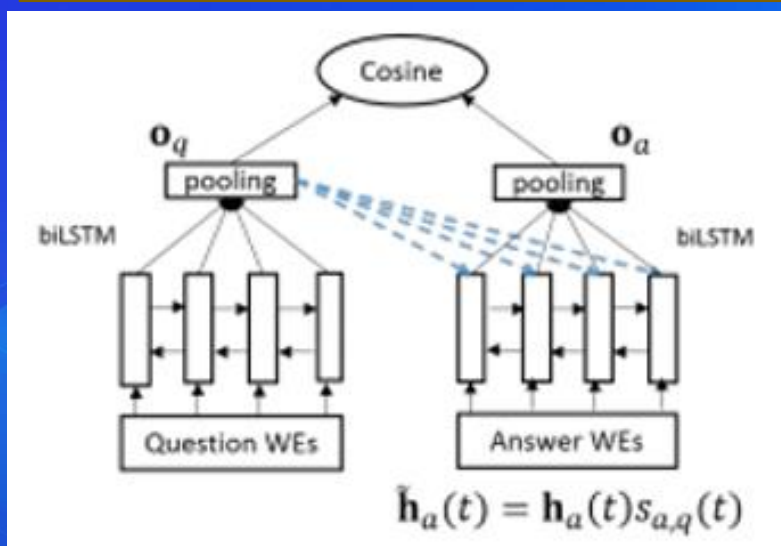 Cosine
𝐨_q 𝐨_a
pooling pooling
biLSTM biLSTM
Question WEs Answer WEs
𝐡̃_a(t) = 𝐡_a(t)s_{a,q}(t)